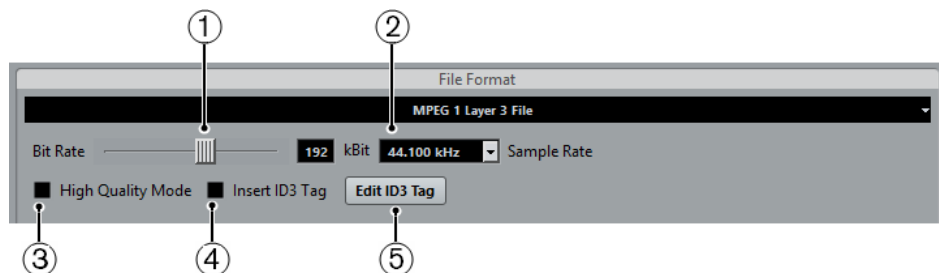 ① ②
File Format
MPEG 1 Layer 3 File
Bit Rate 192 kBit 44.100 kHz Sample Rate
High Quality Mode Insert ID3 Tag Edit ID3 Tag
③ ④ ⑤